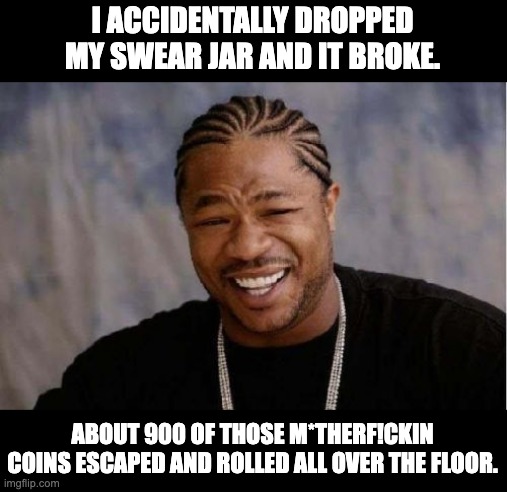 I ACCIDENTALLY DROPPED
MY SWEAR JAR AND IT BROKE.
ABOUT 900 OF THOSE M*THERF!CKIN
COINS ESCAPED AND ROLLED ALL OVER THE FLOOR.
imgflip.com